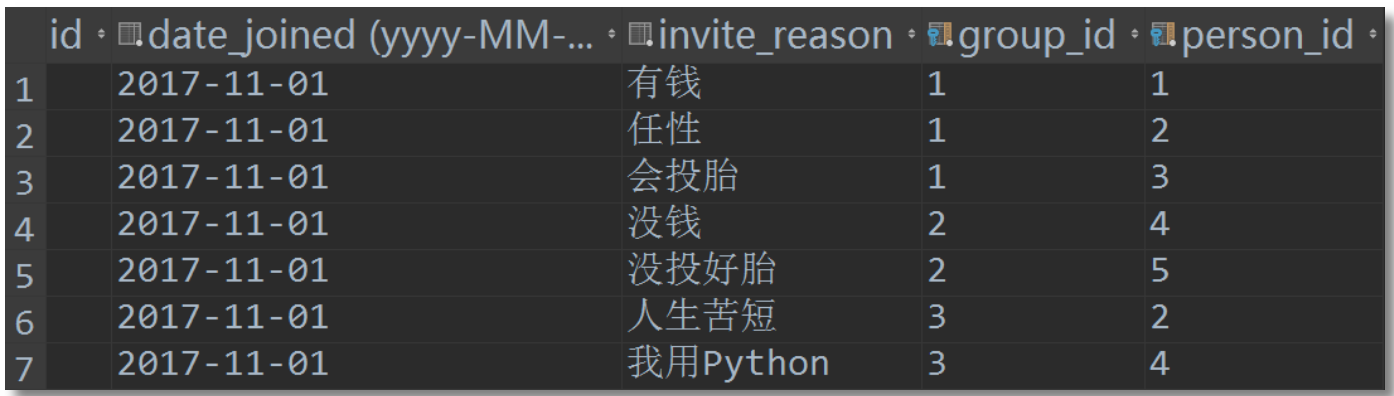 id date_joined (yyyy-MM-... invite_reason group_id person_id
1 2017-11-01 有钱 1 1
2 2017-11-01 任性 1 2
3 2017-11-01 会投胎 1 3
4 2017-11-01 没钱 2 4
5 2017-11-01 没投好胎 2 5
6 2017-11-01 人生苦短 3 2
7 2017-11-01 我用Python 3 4